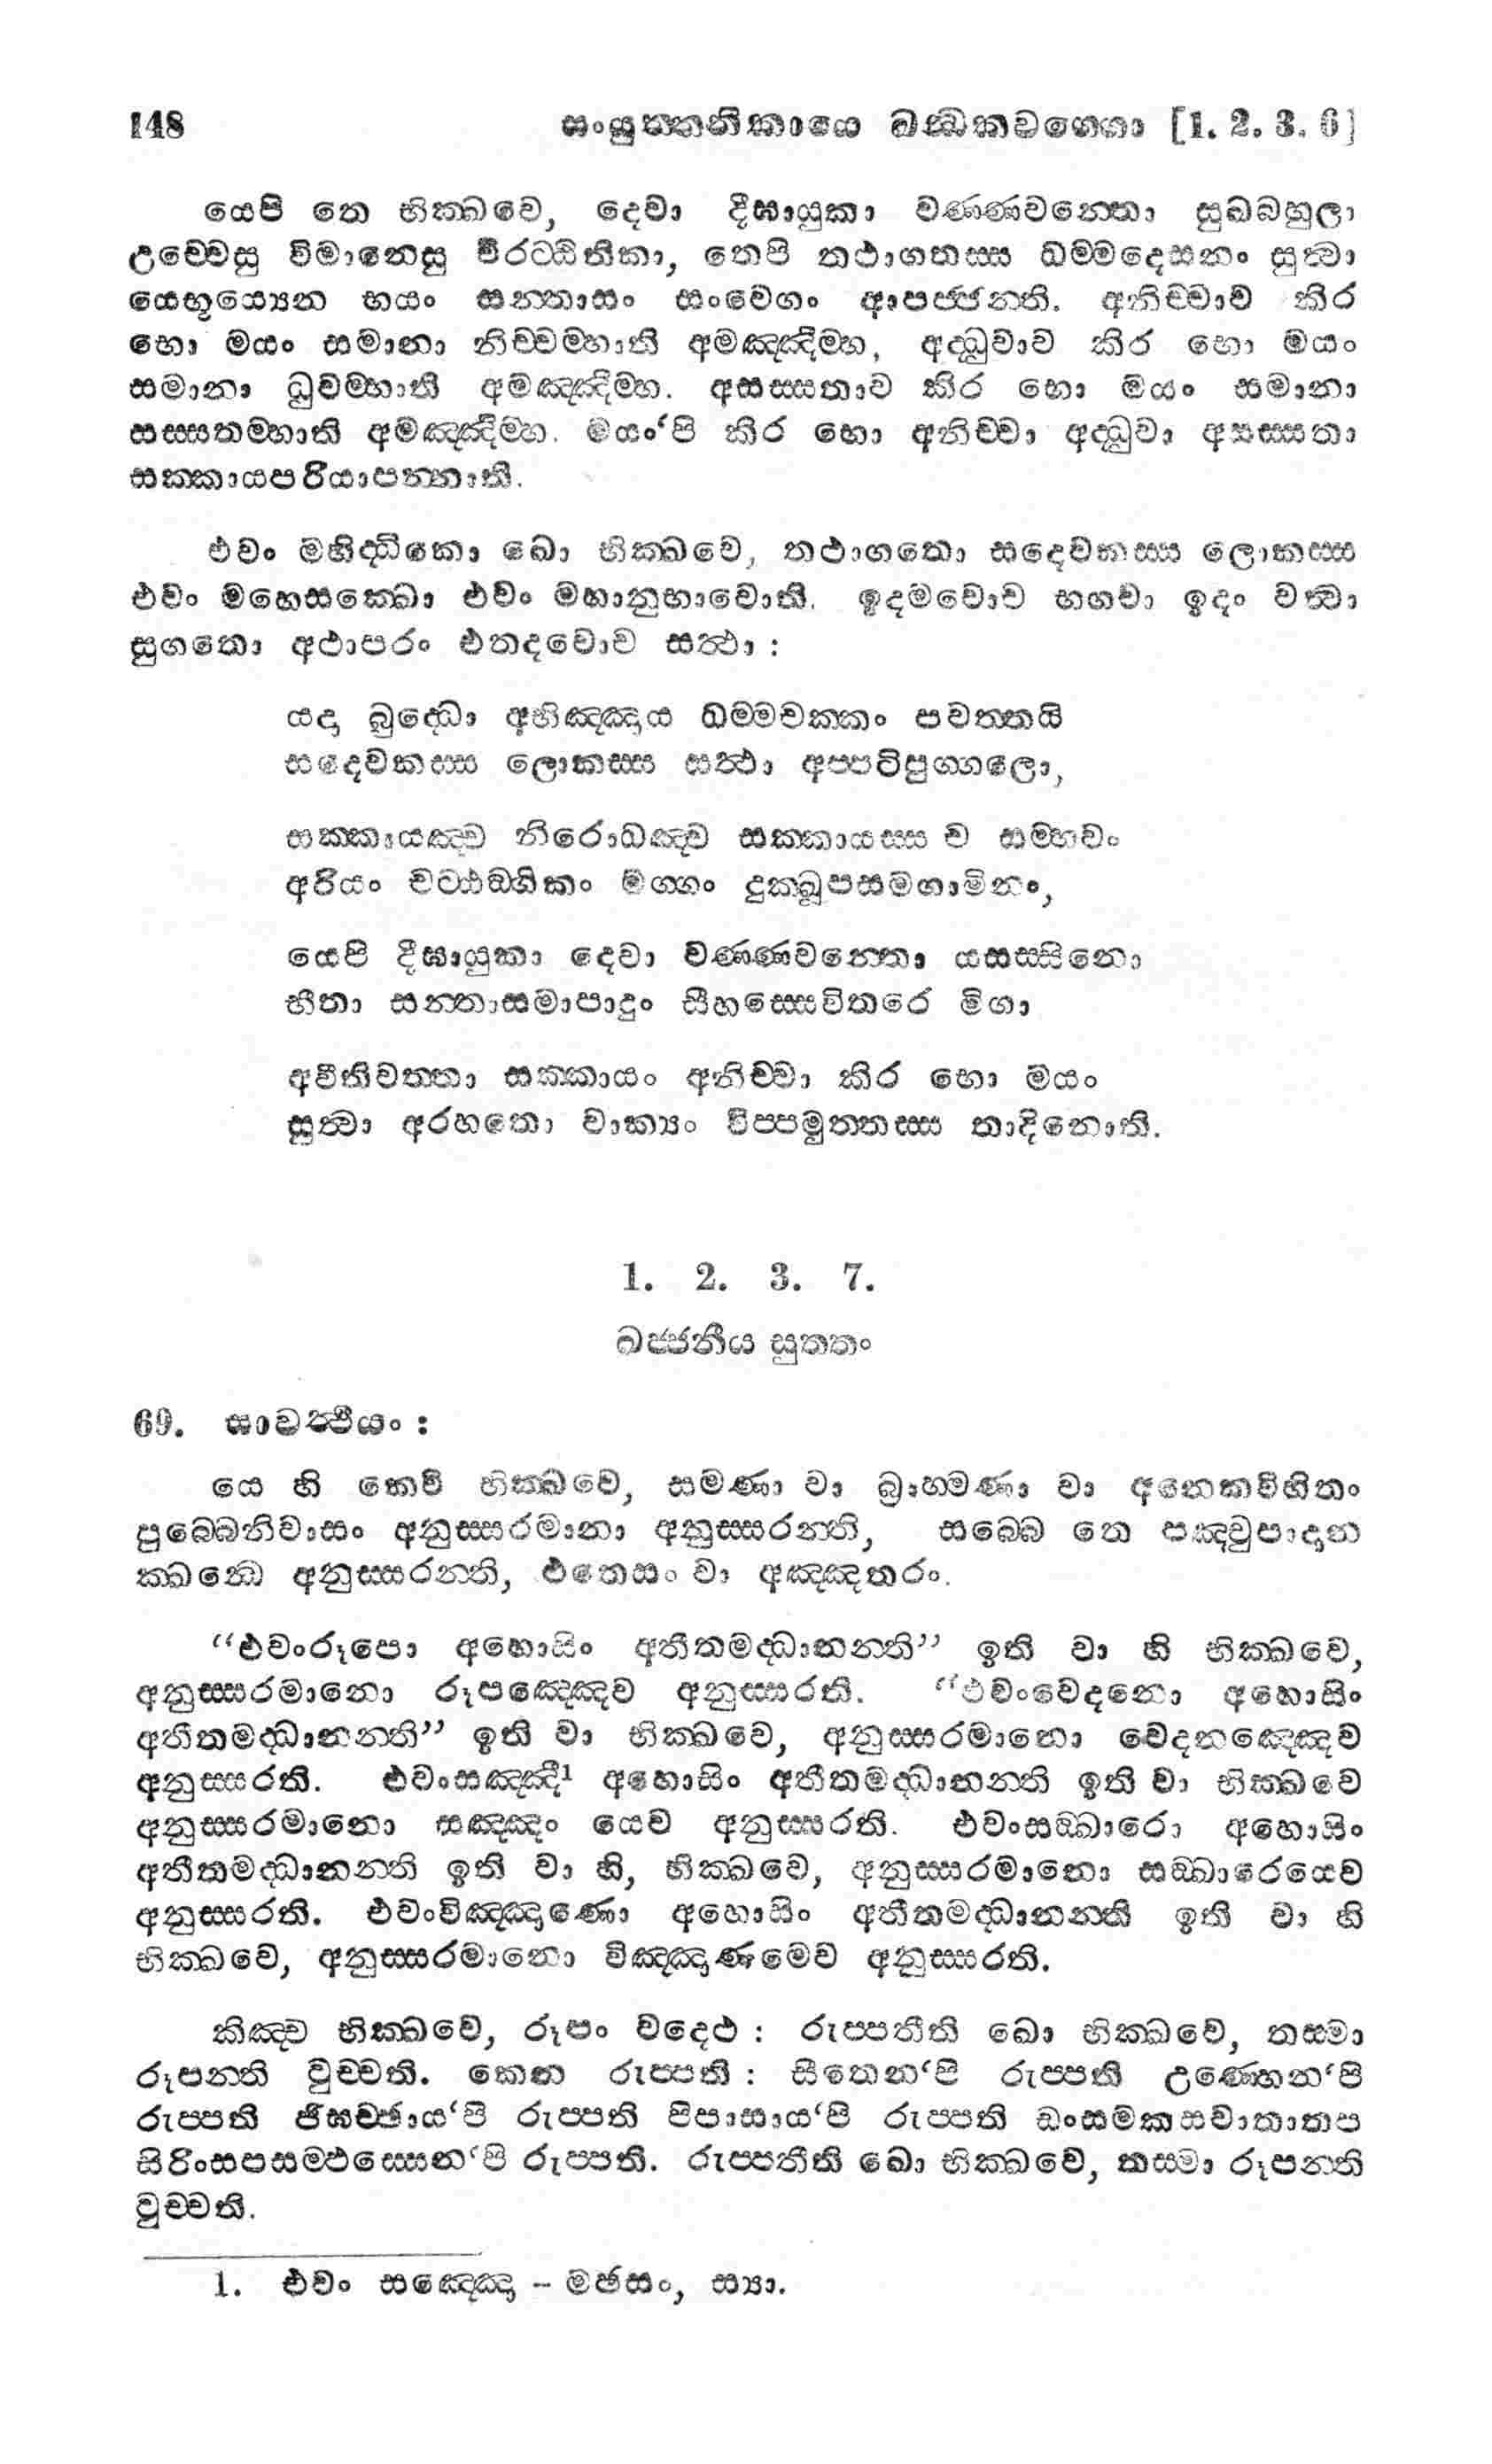 148 සංයුත්තනිකායෙ ඛන්ධකවග්ගො [1. 2. 3. 6]
යෙපි තෙ භික්ඛවෙ, දෙවා දීඝායුකා වණ්ණවන්තො සුඛබහුලා
උච්චෙසු විමානෙසු චිරට්ඨිතිකා, තෙපි තථාගතස්ස ධම්මදෙසනං සුත්වා
යෙභූය්‍යෙන භයං සන්තාසං සංවෙගං ආපජ්ජන්ති. අනිච්චාව කිර
භො මයං සමානා නිච්චම්හාති අමඤ්ඤිම්හ, අද්ධුවාව කිර භො මයං
සමානා ධුවම්හාති අමඤ්ඤිම්හ. අසස්සතාව කිර භො මයං සමානා
සස්සතම්හාති අමඤ්ඤිම්හ. මයං‘පි කිර භො අනිච්චා අද්ධුවා අසස්සතා
සක්කායපරියාපන්නාති.
එවං මහිද්ධිකො ඛො භික්ඛවෙ, තථාගතො සදෙවකස්ස ලොකස්ස
එවං මහෙසක්ඛො එවං මහානුභාවොති. ඉදමවොච භගවා ඉදං වත්වා
සුගතො අථාපරං එතදවොච සත්ථා :
යදා බුද්ධො අභිඤ්ඤාය ධම්මචක්කං පවත්තයි
සදෙවකස්ස ලොකස්ස සත්ථා අප්පටිපුග්ගලො,
සක්කායඤ්ච නිරොධඤ්ච සක්කායස්ස ච සම්භවං
අරියං චට්ඨඞ්ගිකං මග්ගං දුක්ඛූපසමගාමිනං,
යෙපි දීඝායුකා දෙවා වණ්ණවන්තො යසස්සිනො
භීතා සන්තාසමාපාදුං සීහස්සෙවිතරෙ මිගා
අවීතිවත්තා සක්කායං අනිච්චා කිර භො මයං
සුත්වා අරහතො වාක්‍යං විප්පමුත්තස්ස තාදිනොති.
1. 2. 3. 7.
ඛජ්ජනීය සුත්තං
69. සාවත්ථියං :
යෙ හි කෙචි භික්ඛවෙ, සමණා වා බ්‍රාහ්මණා වා අනෙකවිහිතං
පුබ්බෙනිවාසං අනුස්සරමානා අනුස්සරන්ති, සබ්බෙ තෙ පඤ්චුපාදාන
ක්ඛන්ධෙ අනුස්සරන්ති, එතෙසං වා අඤ්ඤතරං.
“එවංරූපො අහොසිං අතීතමද්ධානන්ති” ඉති වා හි භික්ඛවෙ,
අනුස්සරමානො රූපඤ්ඤෙව අනුස්සරති. “එවංවෙදනො අහොසිං
අතීතමද්ධානන්ති” ඉති වා භික්ඛවෙ, අනුස්සරමානො වෙදනඤ්ඤෙව
අනුස්සරති. එවංසඤ්ඤී1 අහොසිං අතීතමද්ධානන්ති ඉති වා භික්ඛවෙ
අනුස්සරමානො සඤ්ඤං යෙව අනුස්සරති. එවංසඞ්ඛාරො අහොසිං
අතීතමද්ධානන්ති ඉති වා හි, භික්ඛවෙ, අනුස්සරමානො සඞ්ඛාරෙයෙව
අනුස්සරති. එවංවිඤ්ඤාණො අහොසිං අතීතමද්ධානන්ති ඉති වා හි
භික්ඛවෙ, අනුස්සරමානො විඤ්ඤාණමෙව අනුස්සරති.
කිඤ්ච භික්ඛවෙ, රූපං වදෙථ : රුප්පතීති ඛො භික්ඛවෙ, තස්මා
රූපන්ති වුච්චති. කෙන රුප්පති : සීතෙන‘පි රුප්පති උණ්හෙන‘පි
රුප්පති ජිඝච්ඡාය‘පි රුප්පති පිපාසාය‘පි රුප්පති ඩංසමකසවාතාතප
සිරිංසපසම්ඵස්සෙන‘පි රුප්පති. රුප්පතීති ඛො භික්ඛවෙ, තස්මා රූපන්ති
වුච්චති.
1. එවං සඤ්ඤො - මඡසං, ස්‍යා.